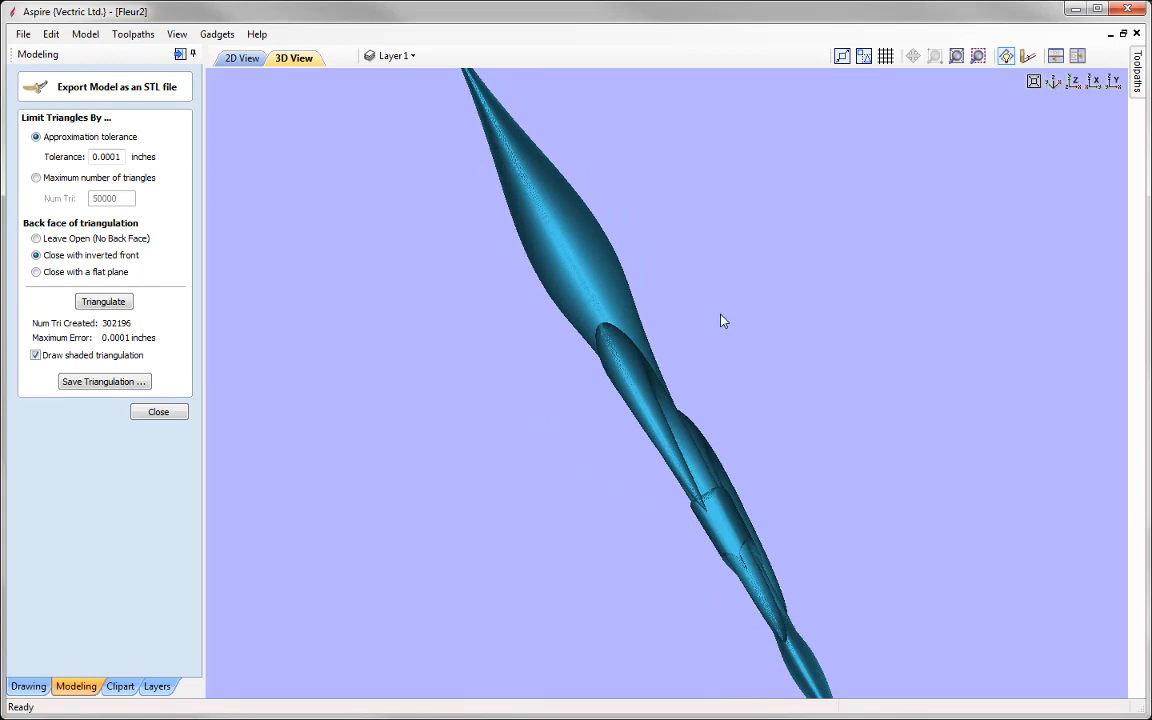 Aspire {Vectric Ltd.} - [Fleur2]
File Edit Model Toolpaths View Gadgets Help
Modeling
2D View 3D View Layer 1
Export Model as an STL file
Limit Triangles By ...
Approximation tolerance
Tolerance: 0.0001 inches
Maximum number of triangles
Num Tri: 50000
Back face of triangulation
Leave Open (No Back Face)
Close with inverted front
Close with a flat plane
Triangulate
Num Tri Created: 302196
Maximum Error: 0.0001 inches
Draw shaded triangulation
Save Triangulation ...
Close
Toolpaths
Z X Y
Drawing Modeling Clipart Layers
Ready